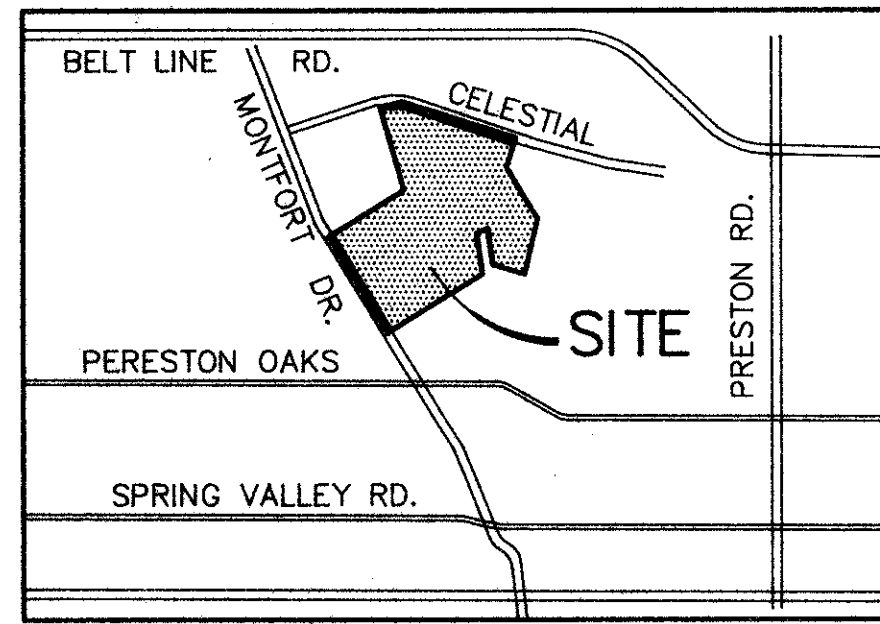 BELT LINE RD.
CELESTIAL
MONTFORT DR.
PRESTON RD.
SITE
PERESTON OAKS
SPRING VALLEY RD.